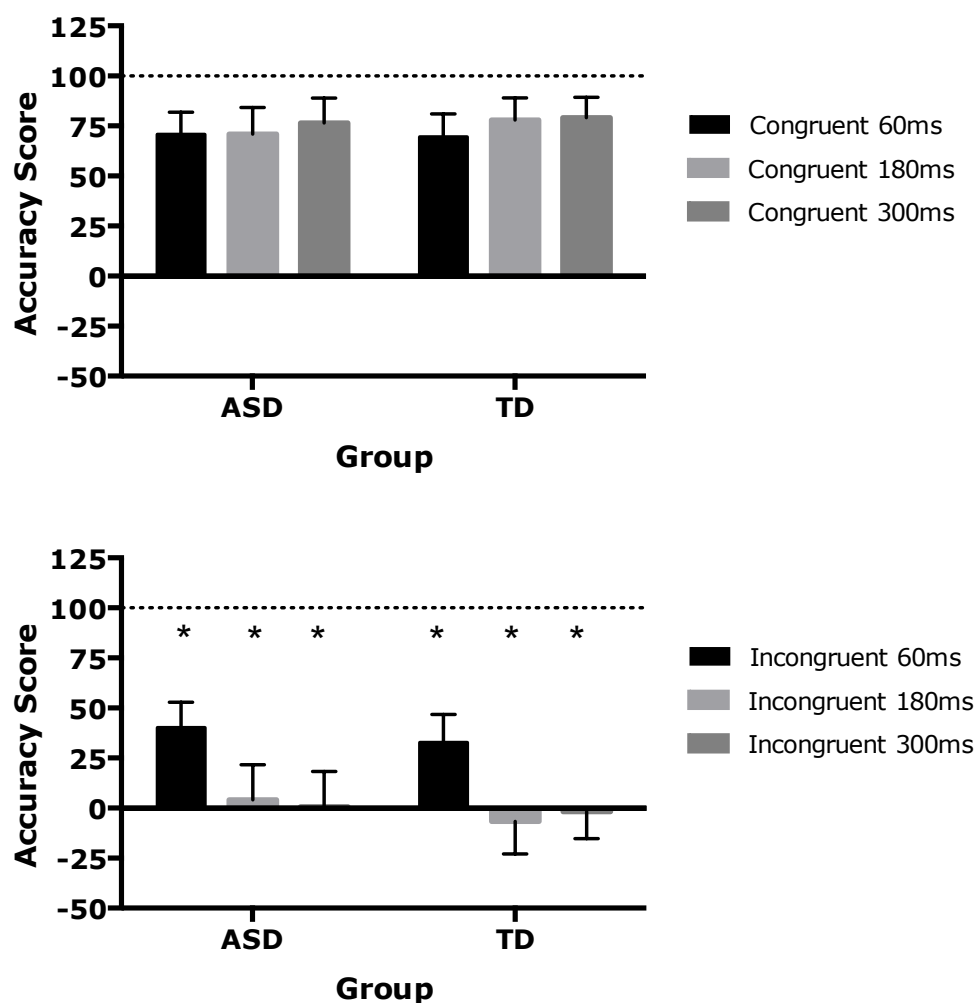 125
100
75
50
25
0
-25
-50
Accuracy Score
ASD TD
Group
Congruent 60ms
Congruent 180ms
Congruent 300ms
125
100
75
50
25
0
-25
-50
Accuracy Score
* * * * * *
ASD TD
Group
Incongruent 60ms
Incongruent 180ms
Incongruent 300ms